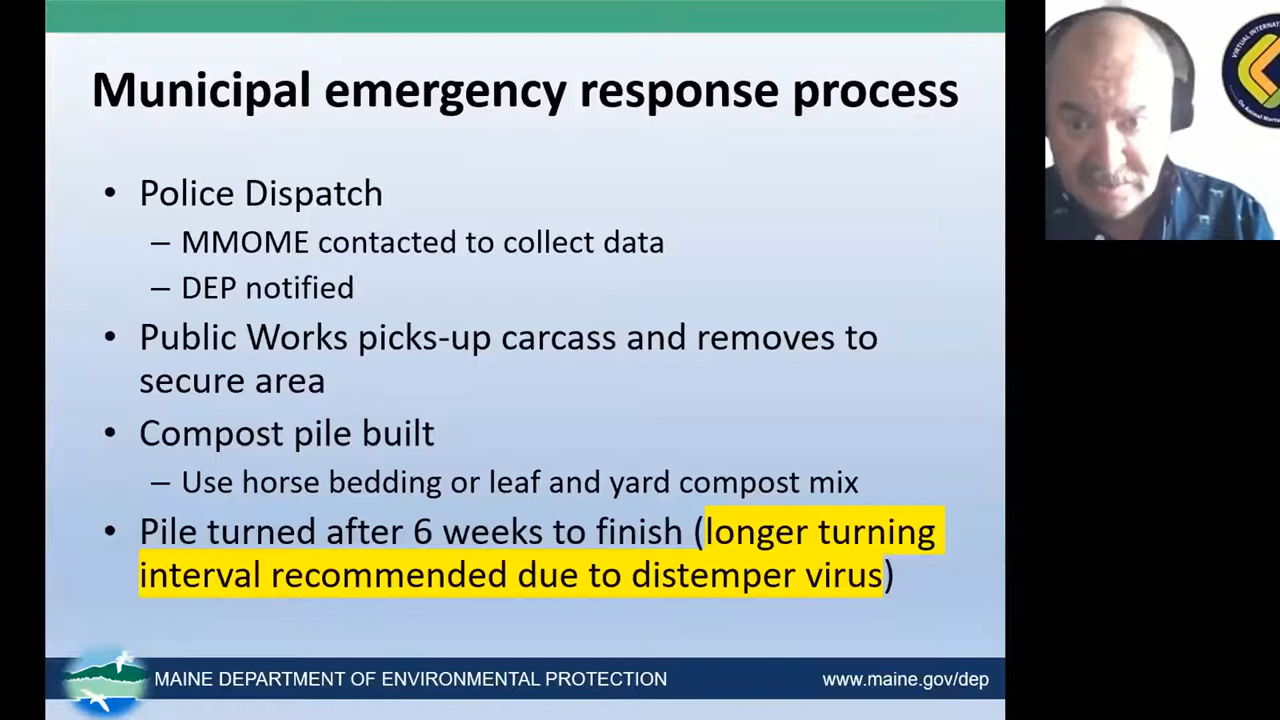 Municipal emergency response process
• Police Dispatch
– MMOME contacted to collect data
– DEP notified
• Public Works picks-up carcass and removes to
secure area
• Compost pile built
– Use horse bedding or leaf and yard compost mix
• Pile turned after 6 weeks to finish (longer turning
interval recommended due to distemper virus)
MAINE DEPARTMENT OF ENVIRONMENTAL PROTECTION
www.maine.gov/dep